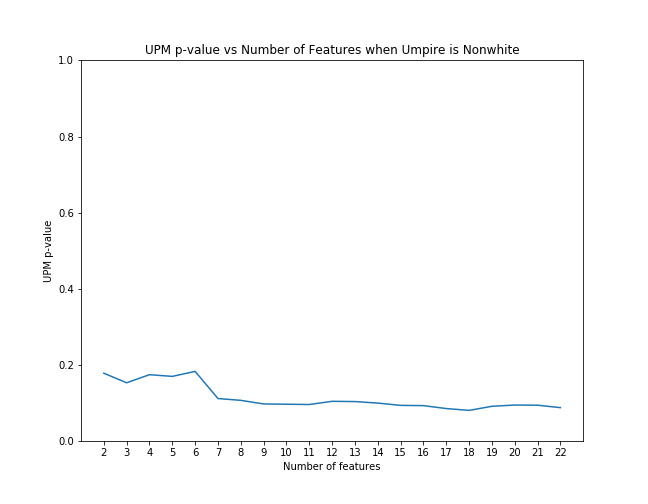 UPM p-value vs Number of Features when Umpire is Nonwhite
1.0
0.8
0.6
0.4
0.2
0.0
UPM p-value
2 3 4 5 6 7 8 9 10 11 12 13 14 15 16 17 18 19 20 21 22
Number of features